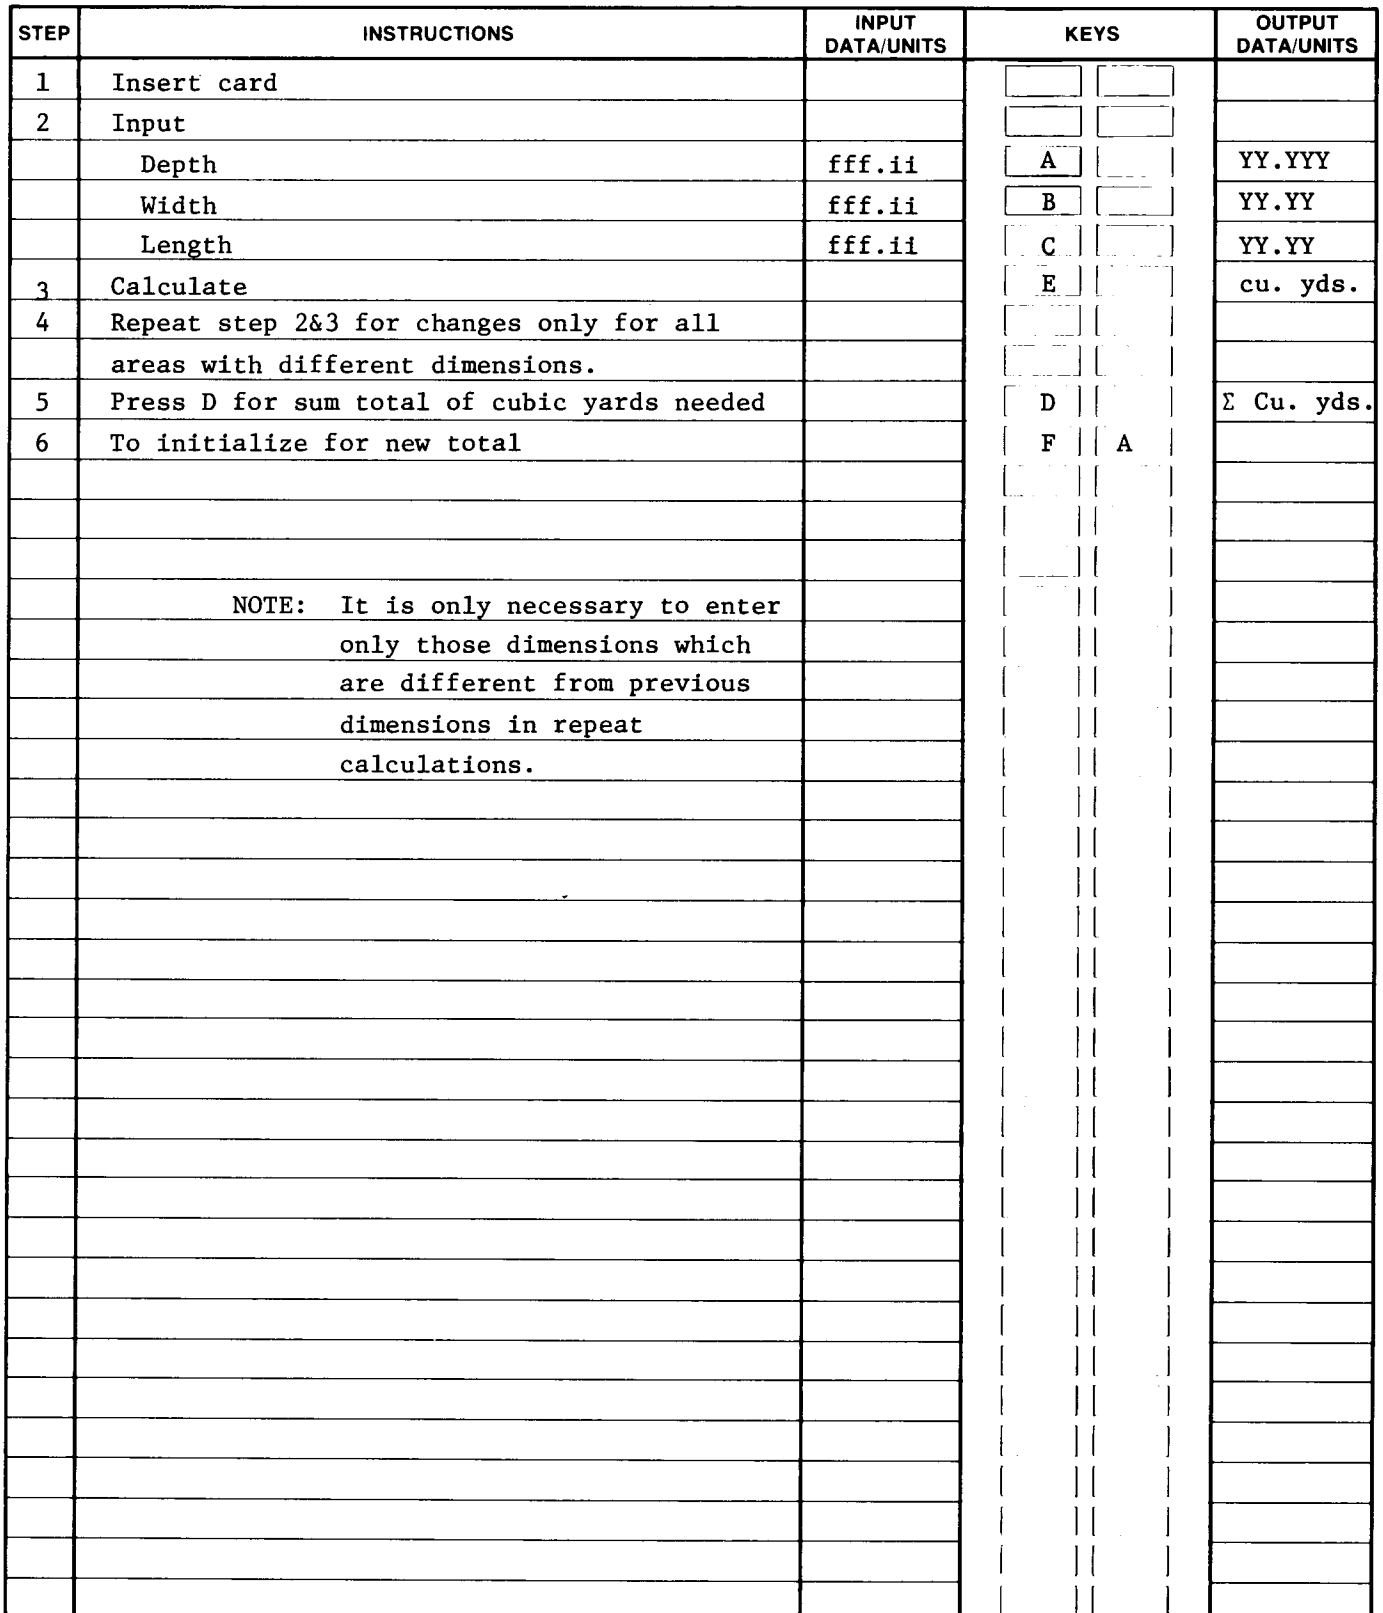 STEP INSTRUCTIONS INPUT DATA/UNITS KEYS OUTPUT DATA/UNITS
1 Insert card
2 Input
Depth fff.ii A YY.YYY
Width fff.ii B YY.YY
Length fff.ii C YY.YY
3 Calculate E cu. yds.
4 Repeat step 2&3 for changes only for all
areas with different dimensions.
5 Press D for sum total of cubic yards needed D Σ Cu. yds.
6 To initialize for new total F A
NOTE: It is only necessary to enter
only those dimensions which
are different from previous
dimensions in repeat
calculations.